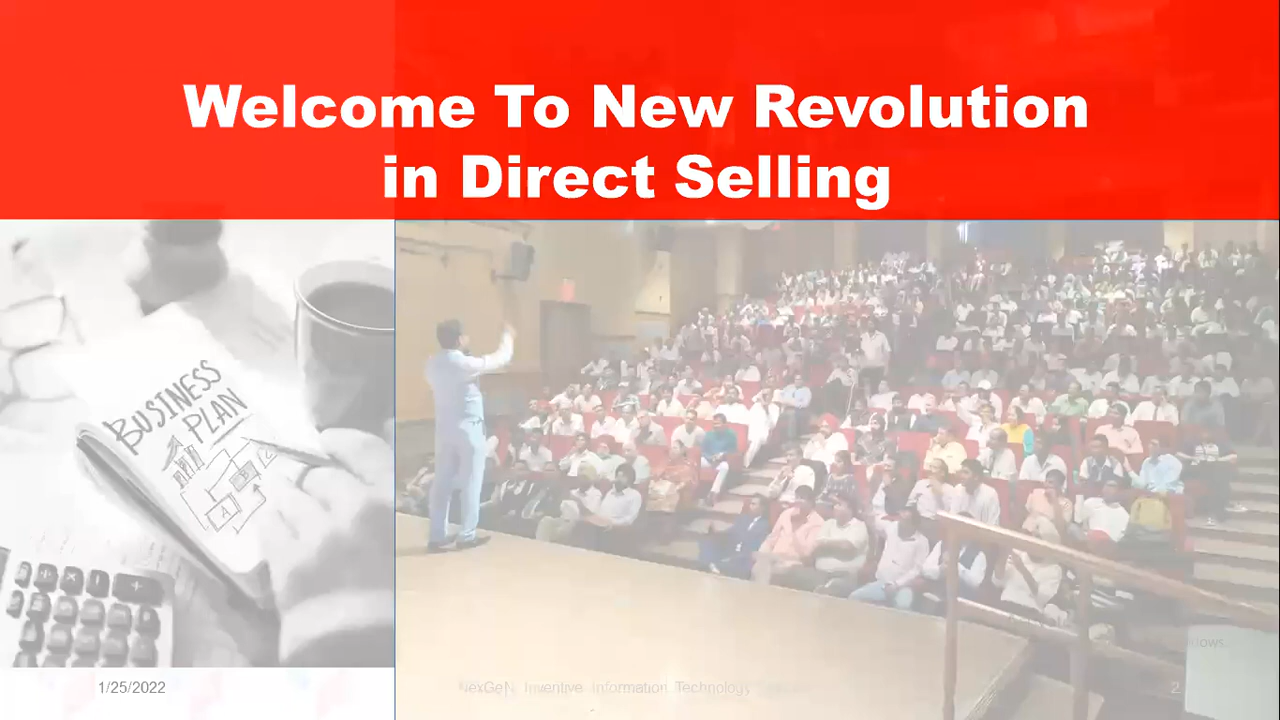 Welcome To New Revolution
in Direct Selling
BUSINESS
PLAN
A
1/25/2022
NexGeN Inventive Information Technology
2